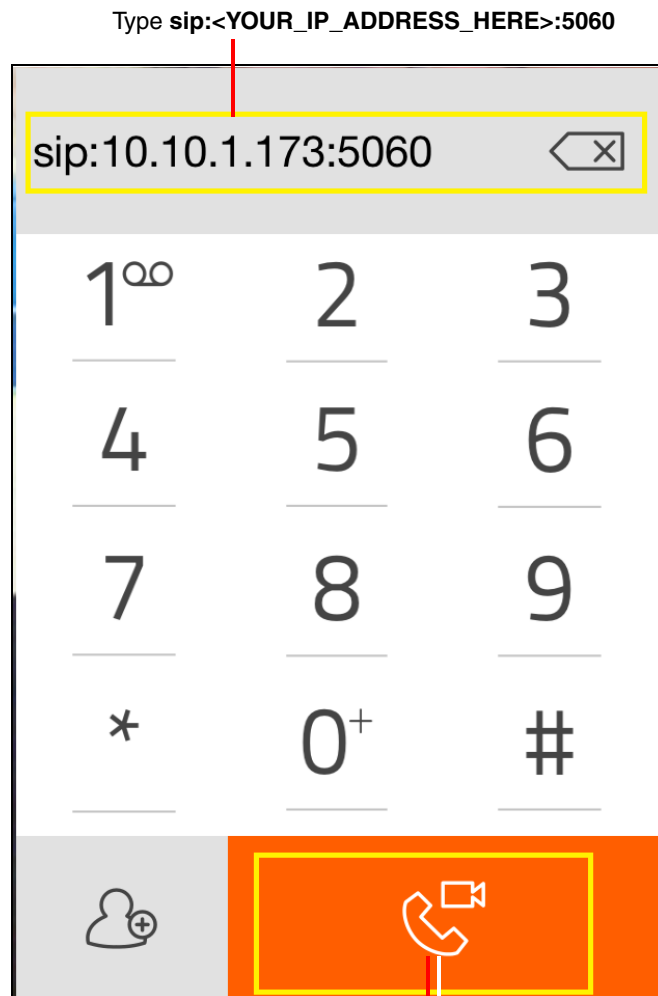 Type sip:<YOUR_IP_ADDRESS_HERE>:5060
sip:10.10.1.173:5060
1 2 3
4 5 6
7 8 9
* 0+ #